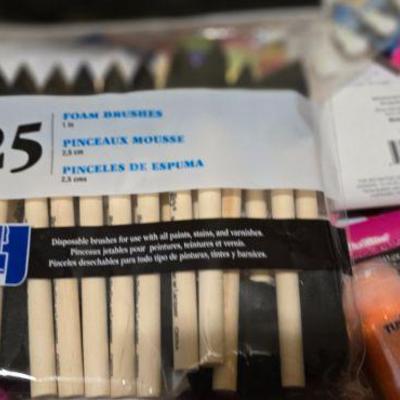 25
FOAM BRUSHES
1 in
PINCEAUX MOUSSE
2,5 cm
PINCELES DE ESPUMA
2,5 cms
Disposable brushes for use with all paints, stains, and varnishes.
Pinceaux jetables pour peintures, teintures et vernis.
Pinceles desechables para todo tipo de pinturas, tintes y barnices.